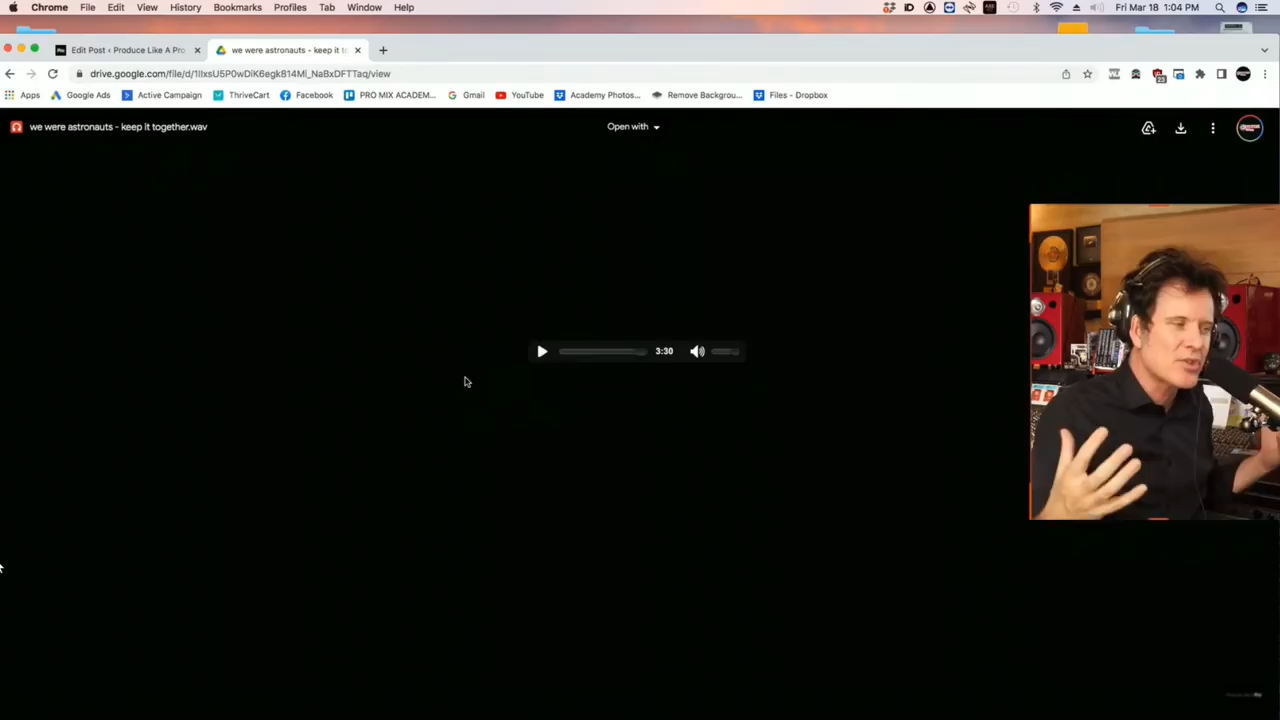 Chrome File Edit View History Bookmarks Profiles Tab Window Help Fri Mar 18 1:04 PM
Edit Post ‹ Produce Like A Pro we were astronauts - keep it to
drive.google.com/file/d/1IIxsU5P0wDiK6egk814Mi_NaBxDFTTaq/view
Apps Google Ads Active Campaign ThriveCart Facebook PRO MIX ACADEM... Gmail YouTube Academy Photos... Remove Backgrou... Files - Dropbox
we were astronauts - keep it together.wav Open with
3:30